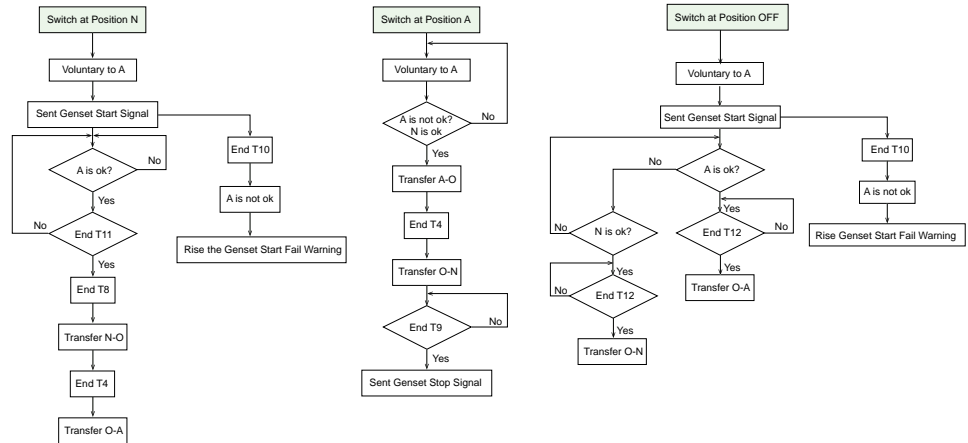 Switch at Position N
Voluntary to A
Sent Genset Start Signal
No
A is ok?
Yes
No
End T11
Yes
End T8
Transfer N-O
End T4
Transfer O-A
End T10
A is not ok
Rise the Genset Start Fail Warning
Switch at Position A
Voluntary to A
A is not ok?
N is ok
No
Yes
Transfer A-O
End T4
Transfer O-N
End T9
No
Yes
Sent Genset Stop Signal
Switch at Position OFF
Voluntary to A
Sent Genset Start Signal
No
A is ok?
Yes
No
N is ok?
End T12
No
Yes
Yes
Transfer O-A
No
End T12
Yes
Transfer O-N
End T10
A is not ok
Rise Genset Start Fail Warning